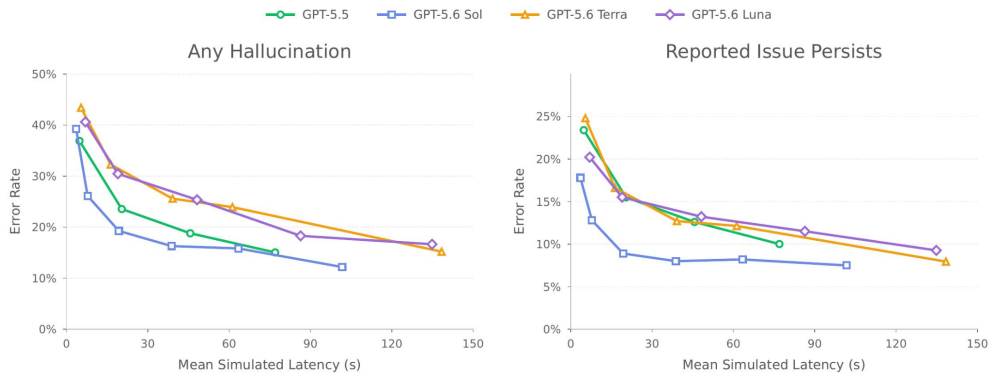 GPT-5.5 GPT-5.6 Sol GPT-5.6 Terra GPT-5.6 Luna
Any Hallucination
50%
40%
30%
20%
10%
0%
Error Rate
0 30 60 90 120 150
Mean Simulated Latency (s)
Reported Issue Persists
25%
20%
15%
10%
5%
0%
Error Rate
0 30 60 90 120 150
Mean Simulated Latency (s)